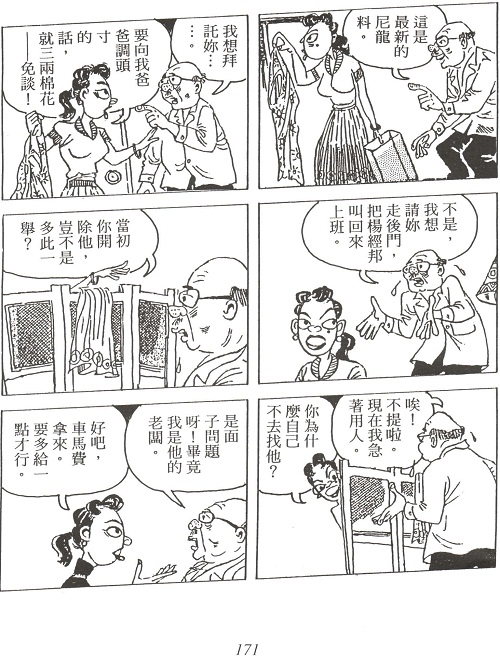 這是
最新的
尼龍
料。
我想拜
託妳…
…。
要向我爸
爸調頭
寸
的
話，
就三兩棉花
——免談！
不是，
我想
請妳
走後門，
把楊經邦
叫回來
上班。
當初
你開
除他，
豈不是
多此一
舉？
唉！
不提啦。
現在我急
著用人。
你為什
麼自己
不去找他？
是面
子問題
呀！畢竟
我是他的
老闆。
好吧，
車馬費
拿來。
要多給一
點才行。
171